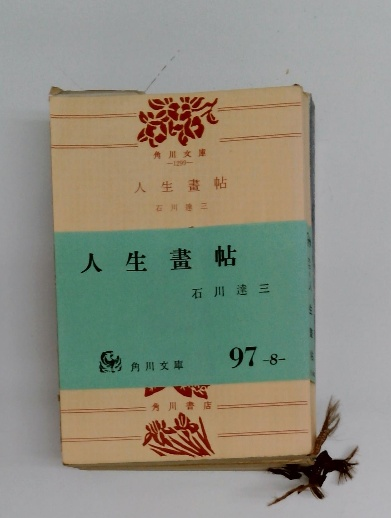 角川文庫
人生畫帖
石川達三
人生畫帖
石川達三
角川文庫
97-8-
角川書店